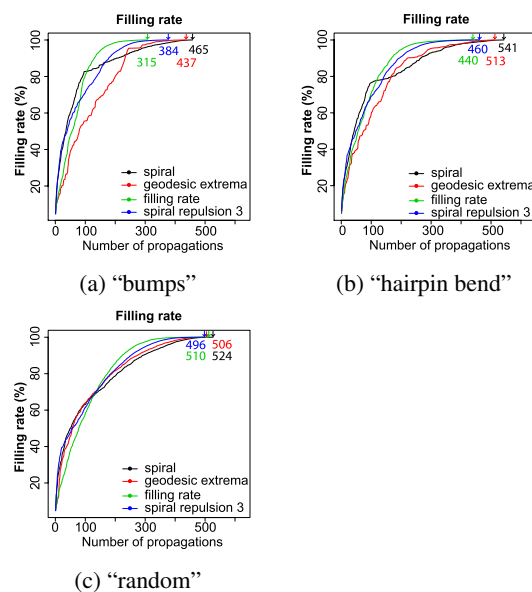 Filling rate
Filling rate (%)
100
80
60
40
20
384 465
315 437
spiral
geodesic extrema
filling rate
spiral repulsion 3
0 100 300 500
Number of propagations
(a) “bumps”
Filling rate
Filling rate (%)
100
80
60
40
20
460 541
440 513
spiral
geodesic extrema
filling rate
spiral repulsion 3
0 100 300 500
Number of propagations
(b) “hairpin bend”
Filling rate
Filling rate (%)
100
80
60
40
20
496 506
510 524
spiral
geodesic extrema
filling rate
spiral repulsion 3
0 100 300 500
Number of propagations
(c) “random”